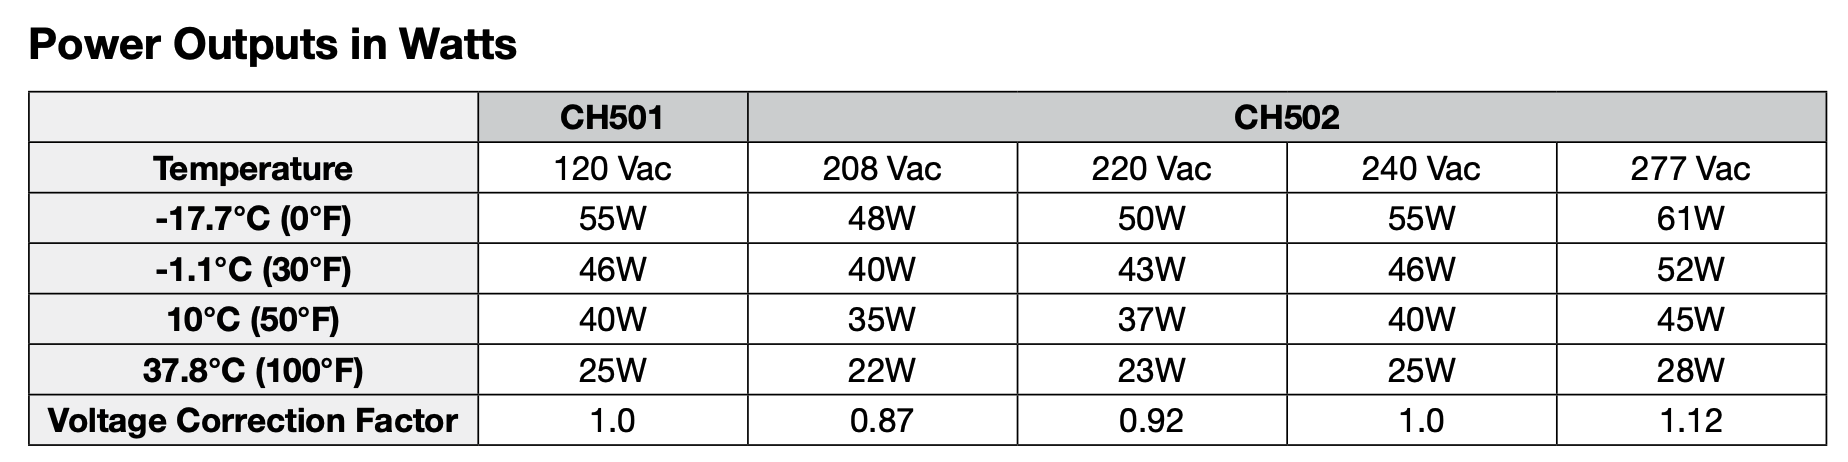 Power Outputs in Watts
CH501 CH502
Temperature 120 Vac 208 Vac 220 Vac 240 Vac 277 Vac
-17.7°C (0°F) 55W 48W 50W 55W 61W
-1.1°C (30°F) 46W 40W 43W 46W 52W
10°C (50°F) 40W 35W 37W 40W 45W
37.8°C (100°F) 25W 22W 23W 25W 28W
Voltage Correction Factor 1.0 0.87 0.92 1.0 1.12